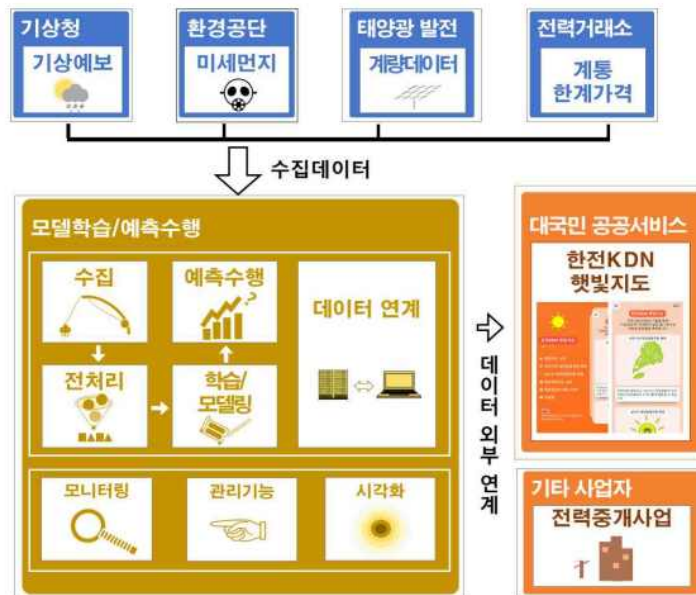 기상청
기상예보
환경공단
미세먼지
태양광 발전
계량데이터
전력거래소
계통
한계가격
수집데이터
모델학습/예측수행
수집
예측수행
전처리
학습/
모델링
데이터 연계
모니터링
관리기능
시각화
데이터 외부 연계
대국민 공공서비스
한전KDN
햇빛지도
기타 사업자
전력중개사업